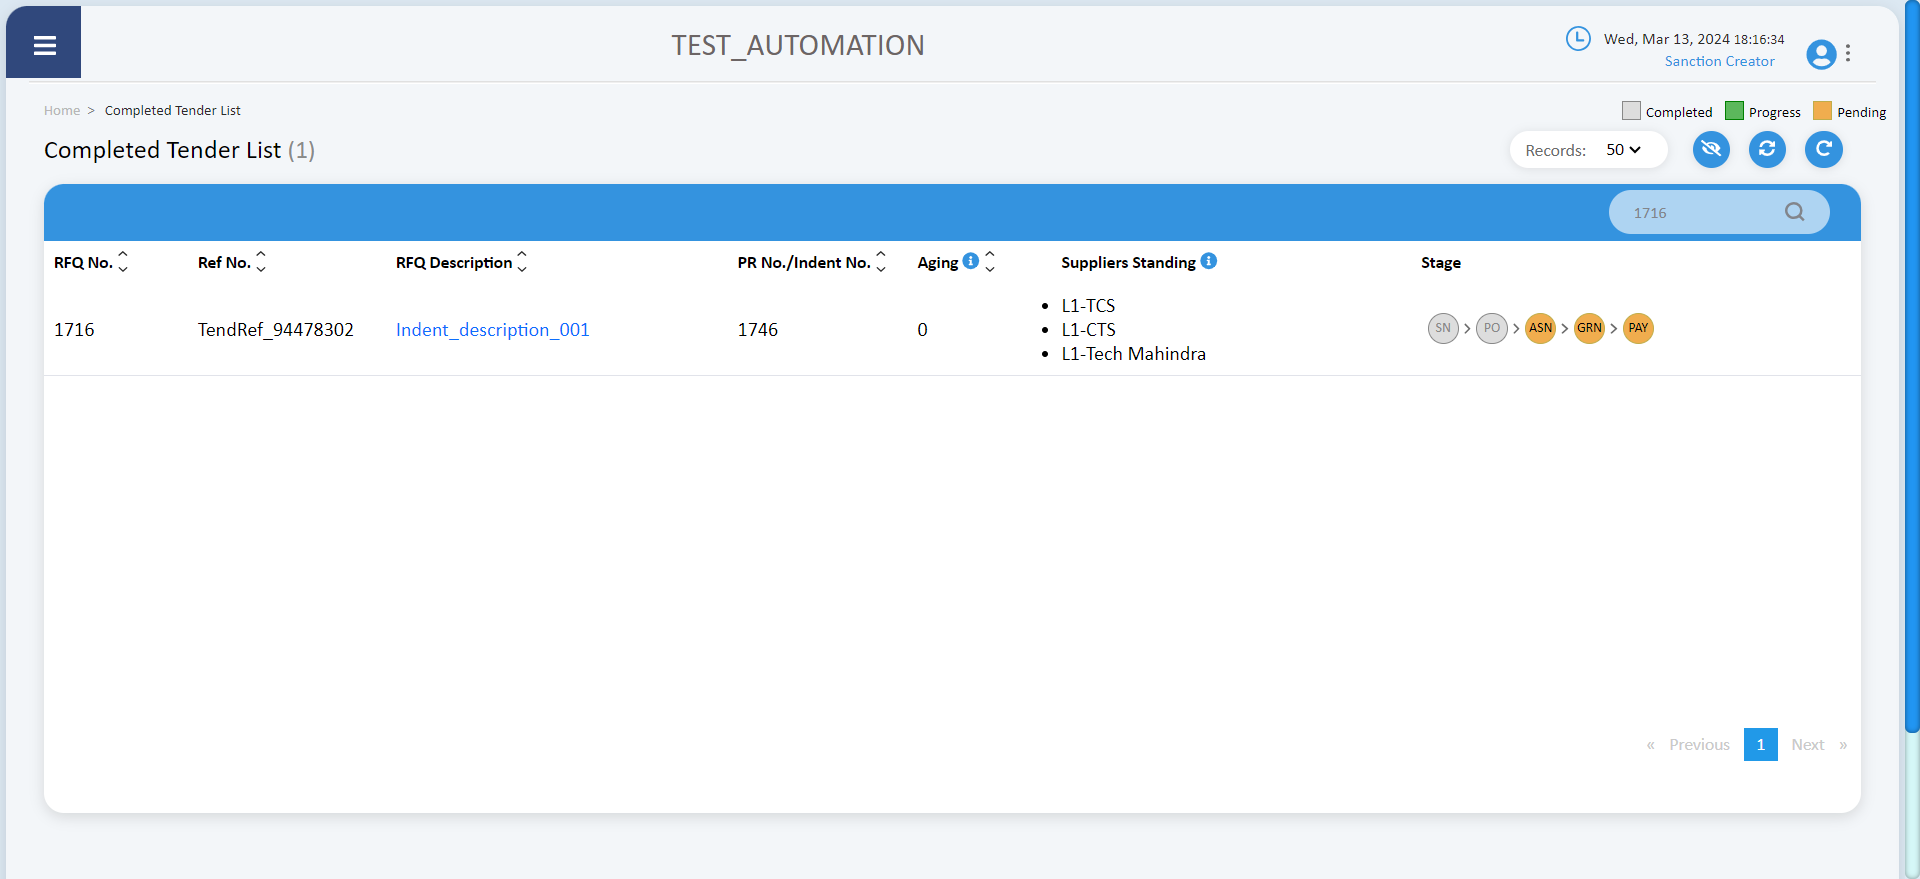 TEST_AUTOMATION
Wed, Mar 13, 2024 18:16:34
Sanction Creator
Home > Completed Tender List
Completed Progress Pending
Completed Tender List (1)
Records: 50
1716
RFQ No. Ref No. RFQ Description PR No./Indent No. Aging Suppliers Standing Stage
1716 TendRef_94478302 Indent_description_001 1746 0
• L1-TCS
• L1-CTS
• L1-Tech Mahindra
SN > PO > ASN > GRN > PAY
« Previous 1 Next »